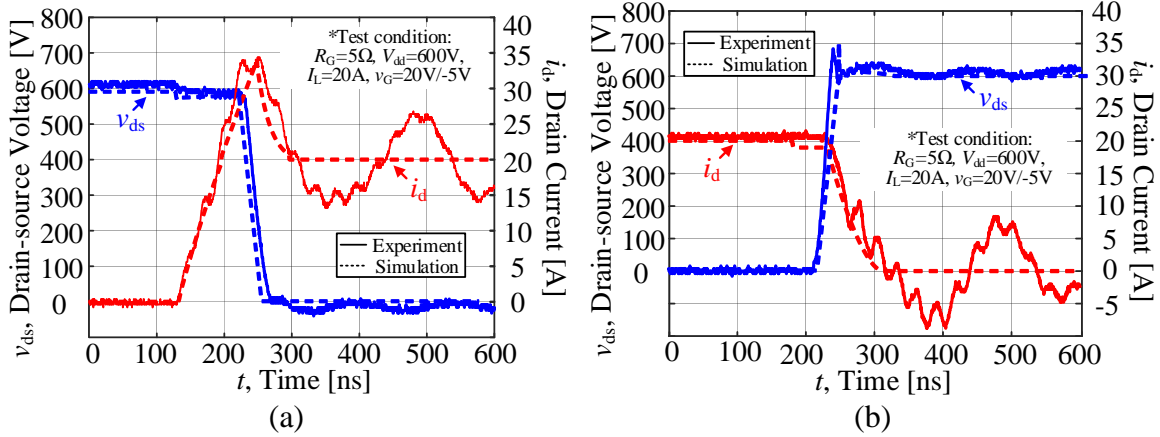 800
700
600
500
400
300
200
100
0
v_ds, Drain-source Voltage [V]
*Test condition:
R_G=5Ω, V_dd=600V,
I_L=20A, v_G=20V/-5V
v_ds
i_d
Experiment
Simulation
40
35
30
25
20
15
10
5
0
i_d, Drain Current [A]
0 100 200 300 400 500 600
t, Time [ns]
(a)
800
700
600
500
400
300
200
100
0
v_ds, Drain-source Voltage [V]
Experiment
Simulation
v_ds
*Test condition:
R_G=5Ω, V_dd=600V,
I_L=20A, v_G=20V/-5V
i_d
40
35
30
25
20
15
10
5
0
-5
i_d, Drain Current [A]
0 100 200 300 400 500 600
t, Time [ns]
(b)